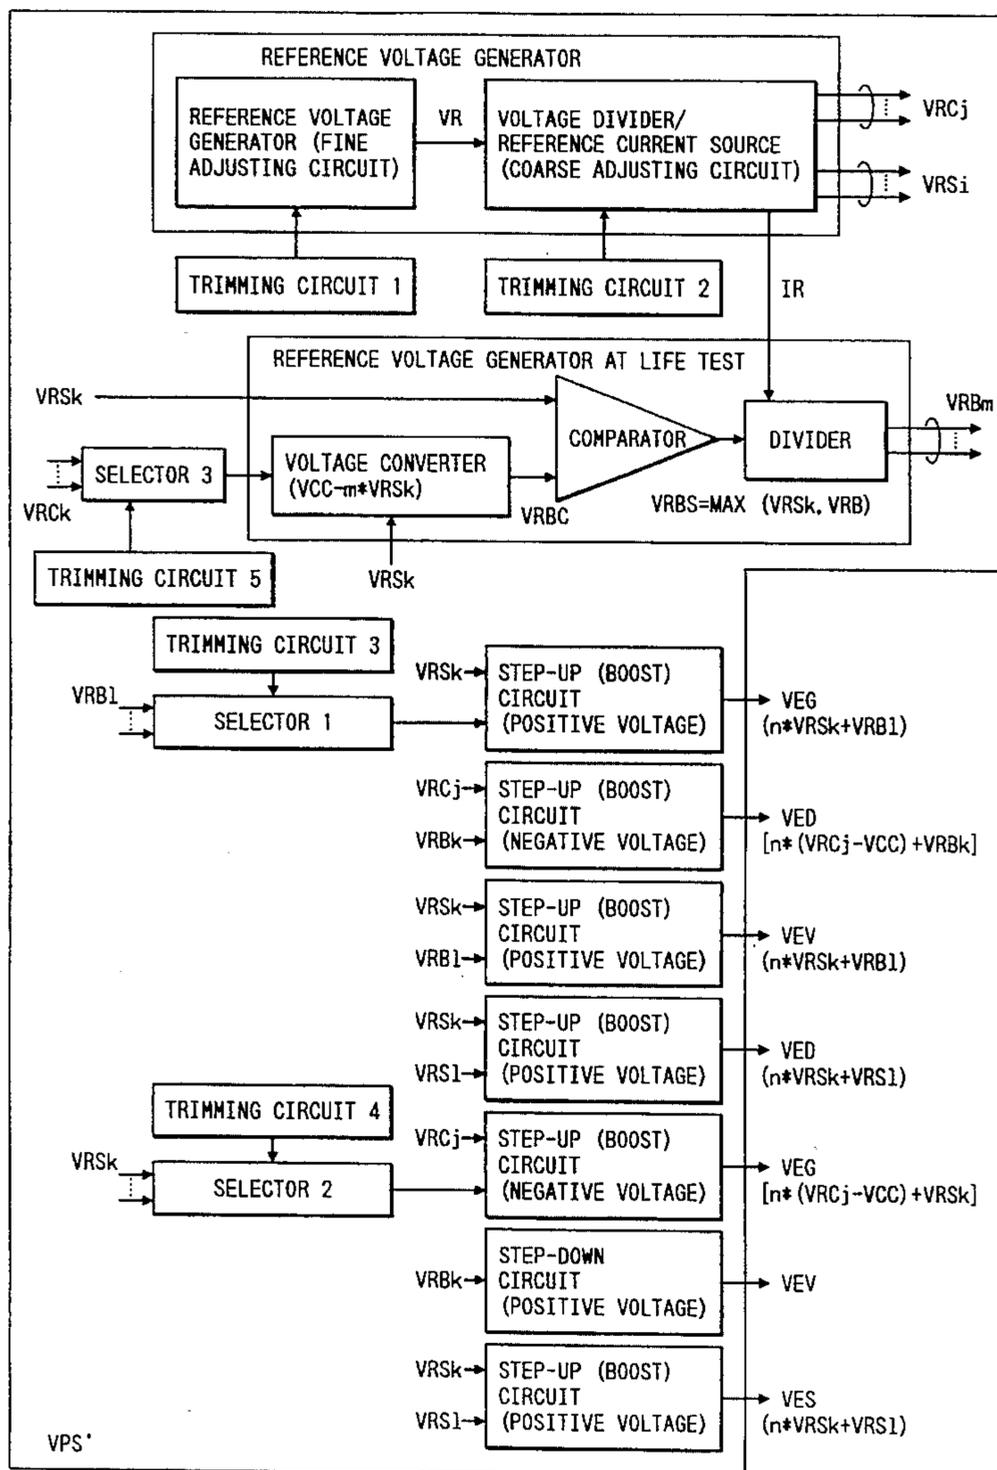 REFERENCE VOLTAGE GENERATOR
REFERENCE VOLTAGE
GENERATOR (FINE
ADJUSTING CIRCUIT)
VR
VOLTAGE DIVIDER/
REFERENCE CURRENT SOURCE
(COARSE ADJUSTING CIRCUIT)
VRCj
VRSi
TRIMMING CIRCUIT 1
TRIMMING CIRCUIT 2
IR
REFERENCE VOLTAGE GENERATOR AT LIFE TEST
VRSk
COMPARATOR
DIVIDER
VRBm
SELECTOR 3
VRCk
VOLTAGE CONVERTER
(VCC-m*VRSk)
VRBC
VRBS=MAX (VRSk, VRB)
VRSk
TRIMMING CIRCUIT 5
TRIMMING CIRCUIT 3
VRBl
SELECTOR 1
VRSk
STEP-UP (BOOST)
CIRCUIT
(POSITIVE VOLTAGE)
VEG
(n*VRSk+VRBl)
VRCj
VRBk
STEP-UP (BOOST)
CIRCUIT
(NEGATIVE VOLTAGE)
VED
[n*(VRCj-VCC)+VRBk]
VRSk
VRBl
STEP-UP (BOOST)
CIRCUIT
(POSITIVE VOLTAGE)
VEV
(n*VRSk+VRBl)
VRSk
VRSl
STEP-UP (BOOST)
CIRCUIT
(POSITIVE VOLTAGE)
VED
(n*VRSk+VRSl)
TRIMMING CIRCUIT 4
VRSk
SELECTOR 2
VRCj
STEP-UP (BOOST)
CIRCUIT
(NEGATIVE VOLTAGE)
VEG
[n*(VRCj-VCC)+VRSk]
VRBk
STEP-DOWN
CIRCUIT
(POSITIVE VOLTAGE)
VEV
VRSk
VRSl
STEP-UP (BOOST)
CIRCUIT
(POSITIVE VOLTAGE)
VES
(n*VRSk+VRSl)
VPS'